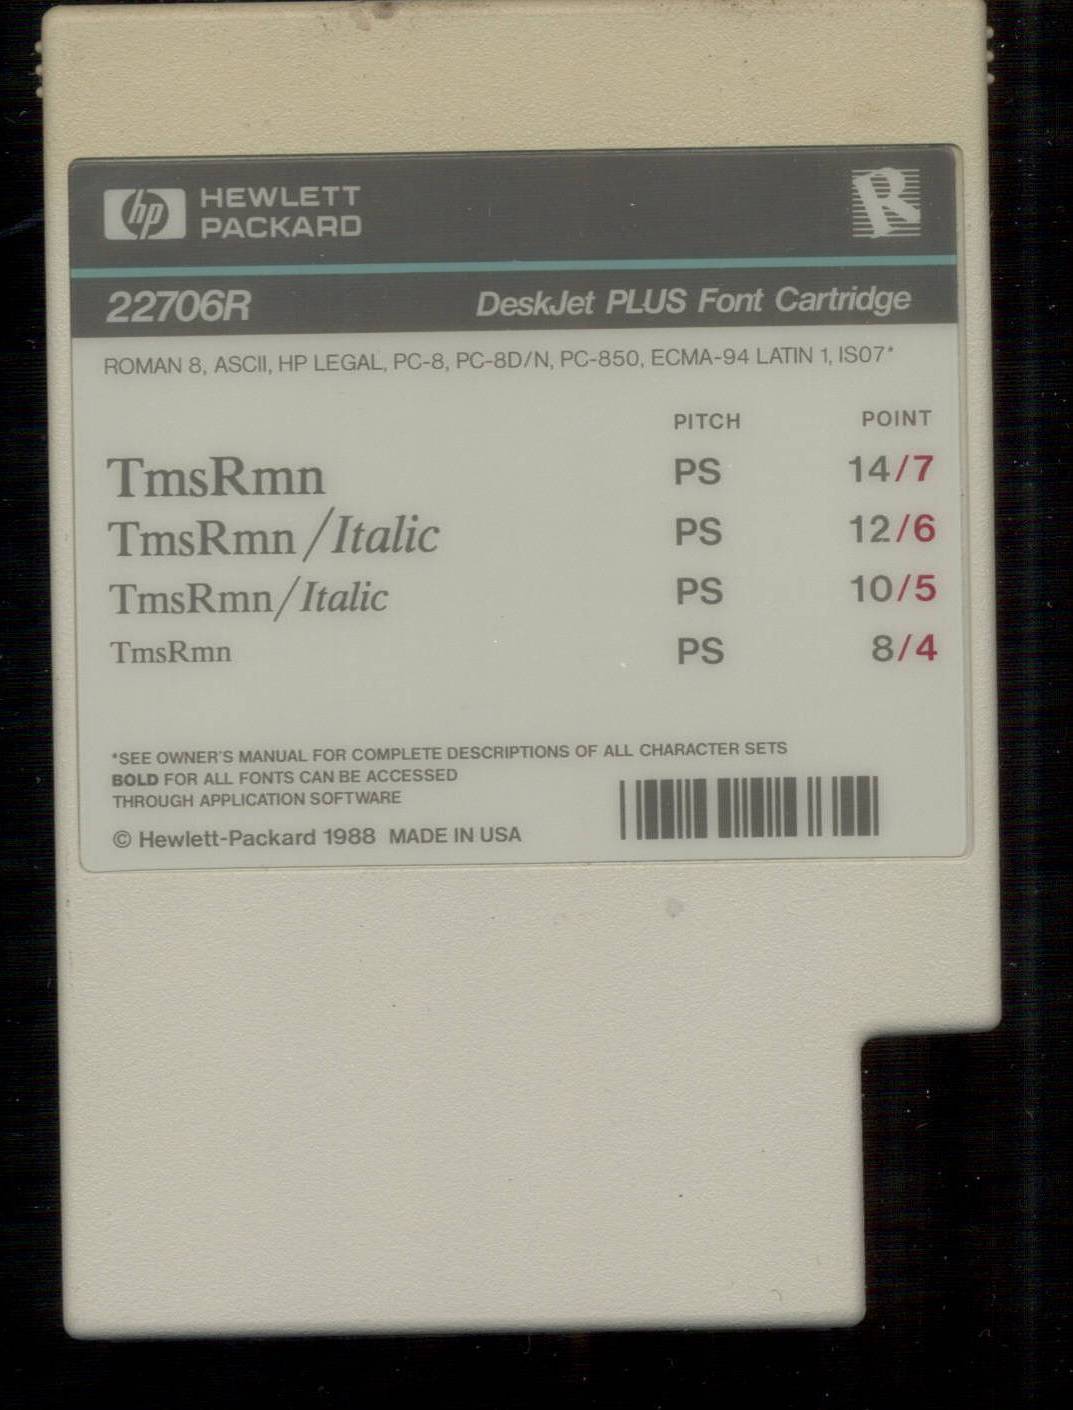 hp HEWLETT
PACKARD
R
22706R DeskJet PLUS Font Cartridge
ROMAN 8, ASCII, HP LEGAL, PC-8, PC-8D/N, PC-850, ECMA-94 LATIN 1, ISO7*
PITCH POINT
TmsRmn PS 14/7
TmsRmn/Italic PS 12/6
TmsRmn/Italic PS 10/5
TmsRmn PS 8/4
*SEE OWNER'S MANUAL FOR COMPLETE DESCRIPTIONS OF ALL CHARACTER SETS
BOLD FOR ALL FONTS CAN BE ACCESSED
THROUGH APPLICATION SOFTWARE
© Hewlett-Packard 1988 MADE IN USA